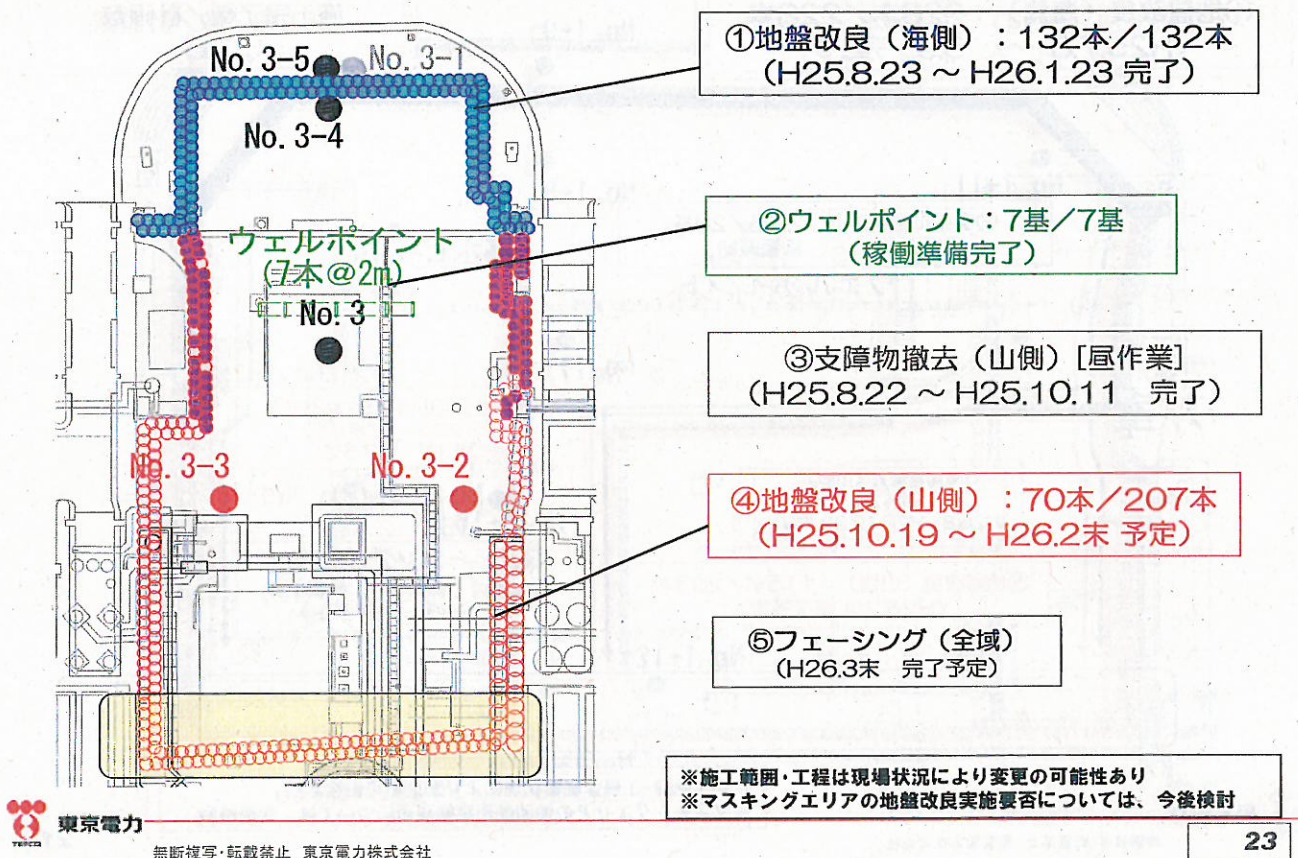 No. 3-5
No. 3-1
No. 3-4
ウェルポイント
(7本@2m)
No. 3
No. 3-3
No. 3-2
①地盤改良(海側):132本/132本
(H25.8.23 ~ H26.1.23 完了)
②ウェルポイント:7基/7基
(稼働準備完了)
③支障物撤去(山側)[昼作業]
(H25.8.22 ~ H25.10.11 完了)
④地盤改良(山側):70本/207本
(H25.10.19 ~ H26.2末 予定)
⑤フェーシング(全域)
(H26.3末 完了予定)
※施工範囲・工程は現場状況により変更の可能性あり
※マスキングエリアの地盤改良実施要否については、今後検討
TEPCO
東京電力
無断複写・転載禁止 東京電力株式会社
23